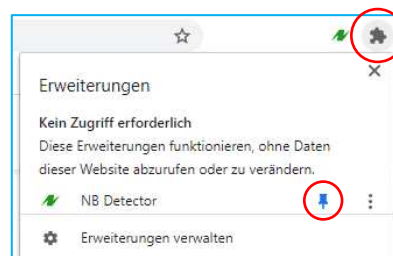 Erweiterungen
Kein Zugriff erforderlich
Diese Erweiterungen funktionieren, ohne Daten
dieser Website abzurufen oder zu verändern.
NB Detector
Erweiterungen verwalten